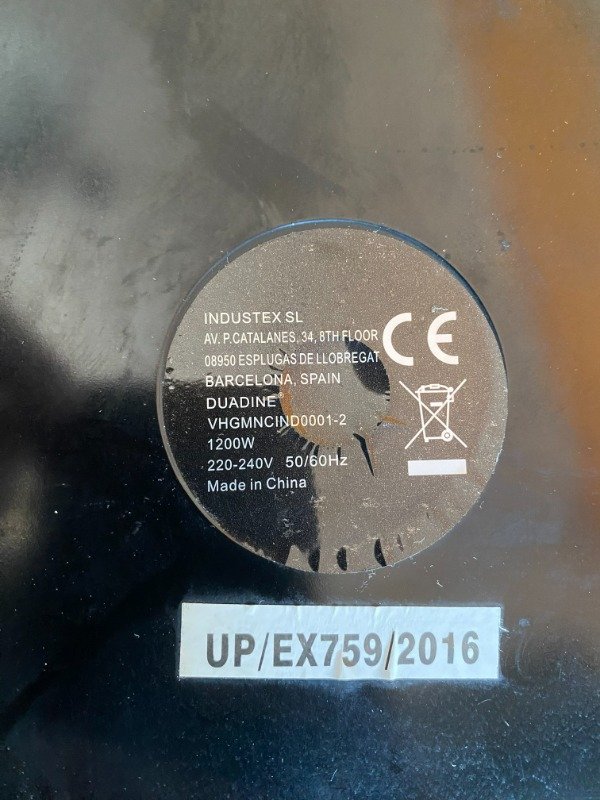 INDUSTEX SL
AV. P.CATALANES, 34, 8TH FLOOR
08950 ESPLUGAS DE LLOBREGAT
BARCELONA, SPAIN
DUADINE
VHGMNCIND0001-2
1200W
220-240V 50/60Hz
Made in China
CE
UP/EX759/2016